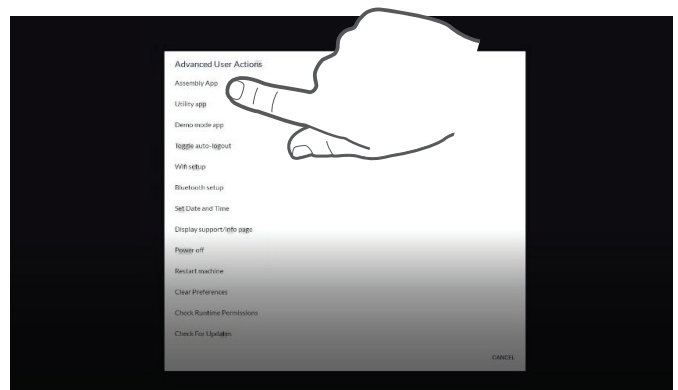 Advanced User Actions
Assembly App
Utility app
Demo mode app
Toggle auto-logout
Wifi setup
Bluetooth setup
Set Date and Time
Display support/info page
Power off
Restart machine
Clear Preferences
Check Runtime Permissions
Check For Updates
CANCEL